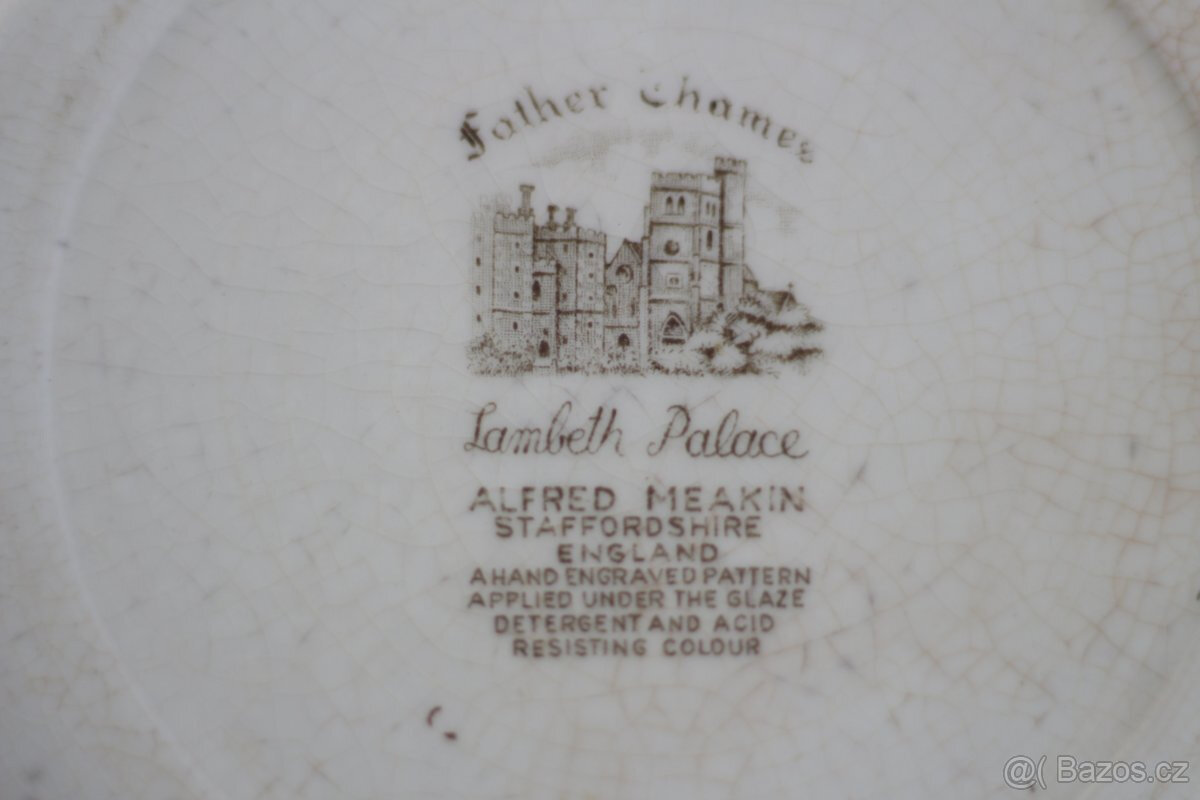 Father Thames
Lambeth Palace
ALFRED MEAKIN
STAFFORDSHIRE
ENGLAND
A HAND ENGRAVED PATTERN
APPLIED UNDER THE GLAZE
DETERGENT AND ACID
RESISTING COLOUR
@( Bazos.cz